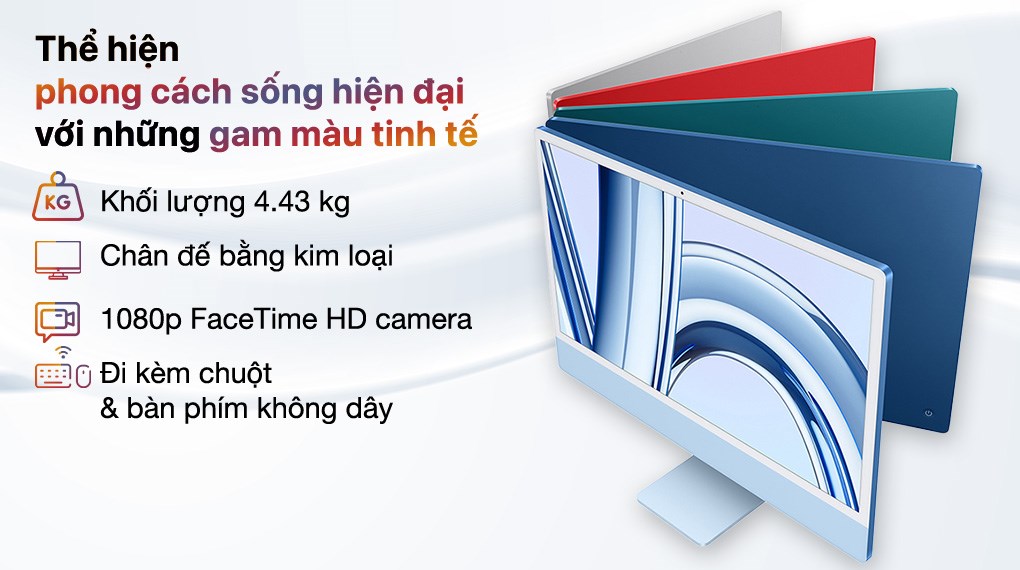 Thể hiện
phong cách sống hiện đại
với những gam màu tinh tế
KG
Khối lượng 4.43 kg
Chân đế bằng kim loại
1080p FaceTime HD camera
Đi kèm chuột
& bàn phím không dây